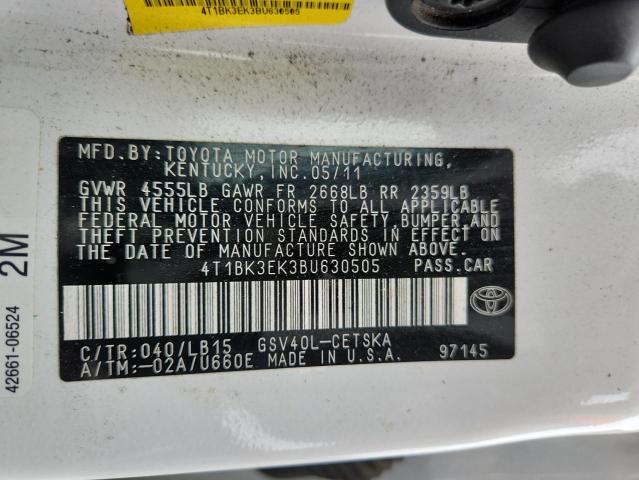 4T1BK3EK3BU630505
MFD.BY:TOYOTA MOTOR MANUFACTURING,
KENTUCKY,INC.05/11
GVWR 4555LB GAWR FR 2668LB RR 2359LB
THIS VEHICLE CONFORMS TO ALL APPLICABLE
FEDERAL MOTOR VEHICLE SAFETY, BUMPER,AND
THEFT PREVENTION STANDARDS IN EFFECT ON
THE DATE OF MANUFACTURE SHOWN ABOVE.
4T1BK3EK3BU630505 PASS.CAR
C/TR:040/LB15 GSV40L-CETSKA
A/TM:-02A/U660E MADE IN U.S.A. 97145
42661-06524 2M